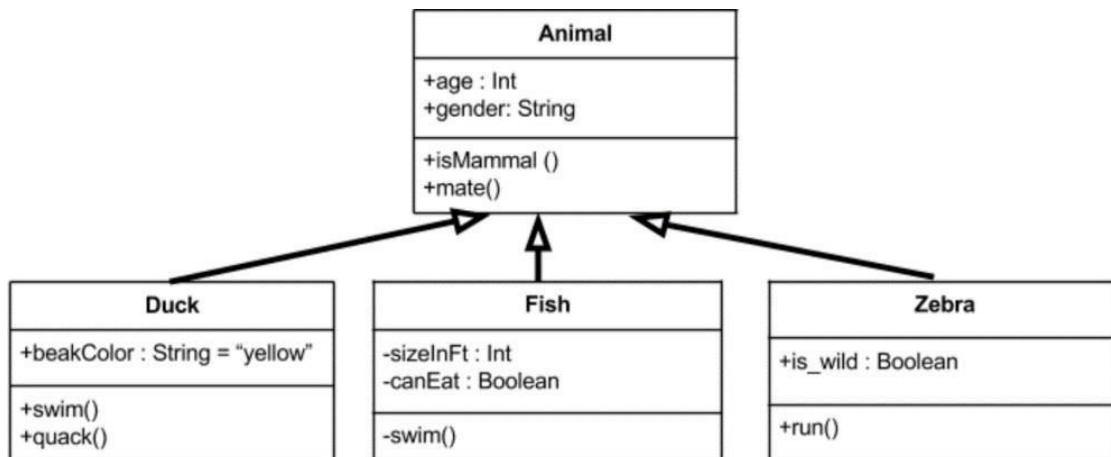 Animal
+age : Int
+gender: String
+isMammal ()
+mate()
Duck
+beakColor : String = “yellow”
+swim()
+quack()
Fish
-sizeInFt : Int
-canEat : Boolean
-swim()
Zebra
+is_wild : Boolean
+run()